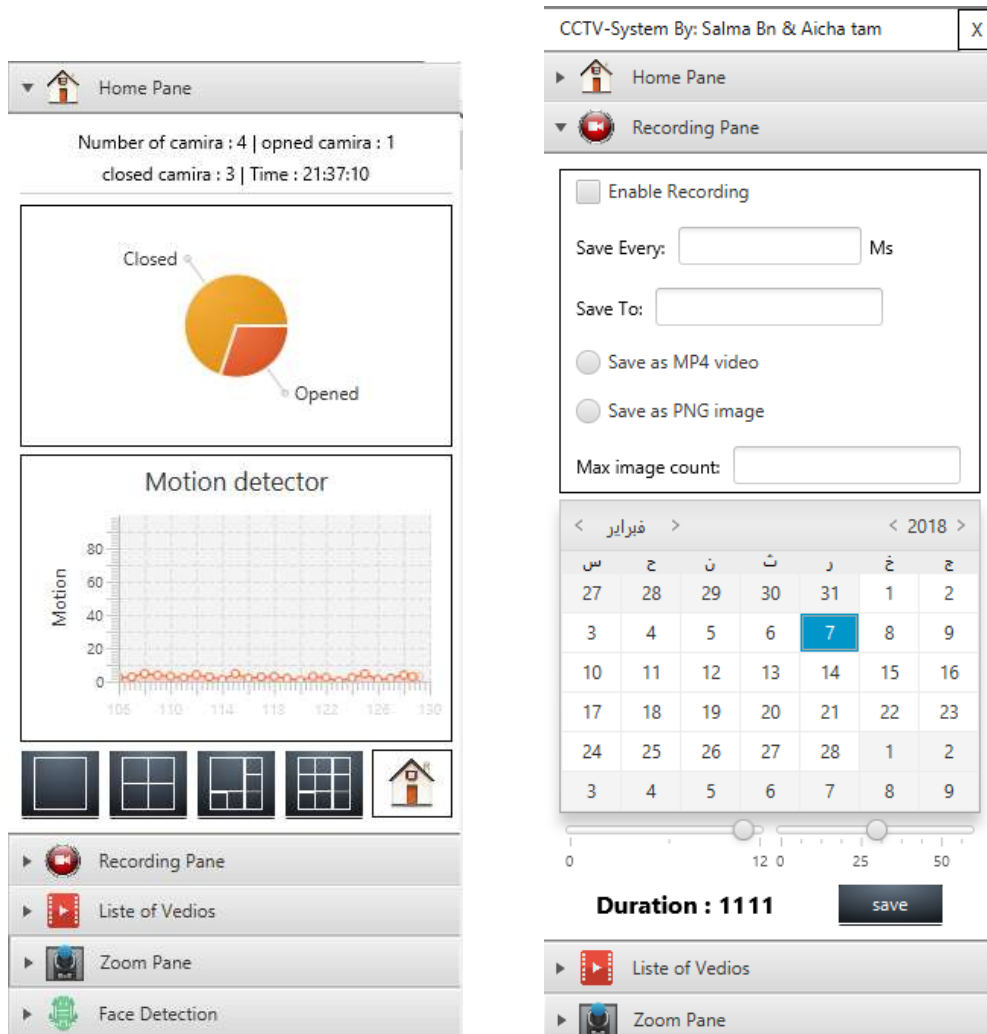 Home Pane
Number of camira : 4 | opned camira : 1
closed camira : 3 | Time : 21:37:10
Closed
Opened
Motion detector
Motion
80
60
40
20
0
106 110 114 118 122 126 130
Recording Pane
Liste of Vedios
Zoom Pane
Face Detection
CCTV-System By: Salma Bn & Aicha tam X
Home Pane
Recording Pane
Enable Recording
Save Every: Ms
Save To:
Save as MP4 video
Save as PNG image
Max image count:
< فبراير > < 2018 >
س ح ن ث ر خ ج
27 28 29 30 31 1 2
3 4 5 6 7 8 9
10 11 12 13 14 15 16
17 18 19 20 21 22 23
24 25 26 27 28 1 2
3 4 5 6 7 8 9
0 12 0 25 50
Duration : 1111 save
Liste of Vedios
Zoom Pane